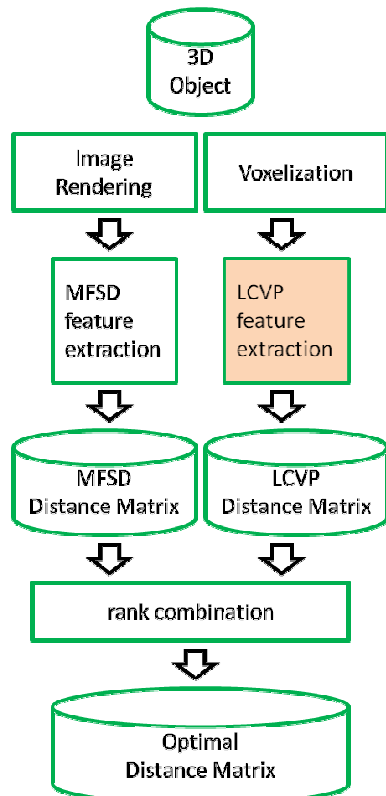 3D
Object
Image
Rendering
Voxelization
MFSD
feature
extraction
LCVP
feature
extraction
MFSD
Distance Matrix
LCVP
Distance Matrix
rank combination
Optimal
Distance Matrix